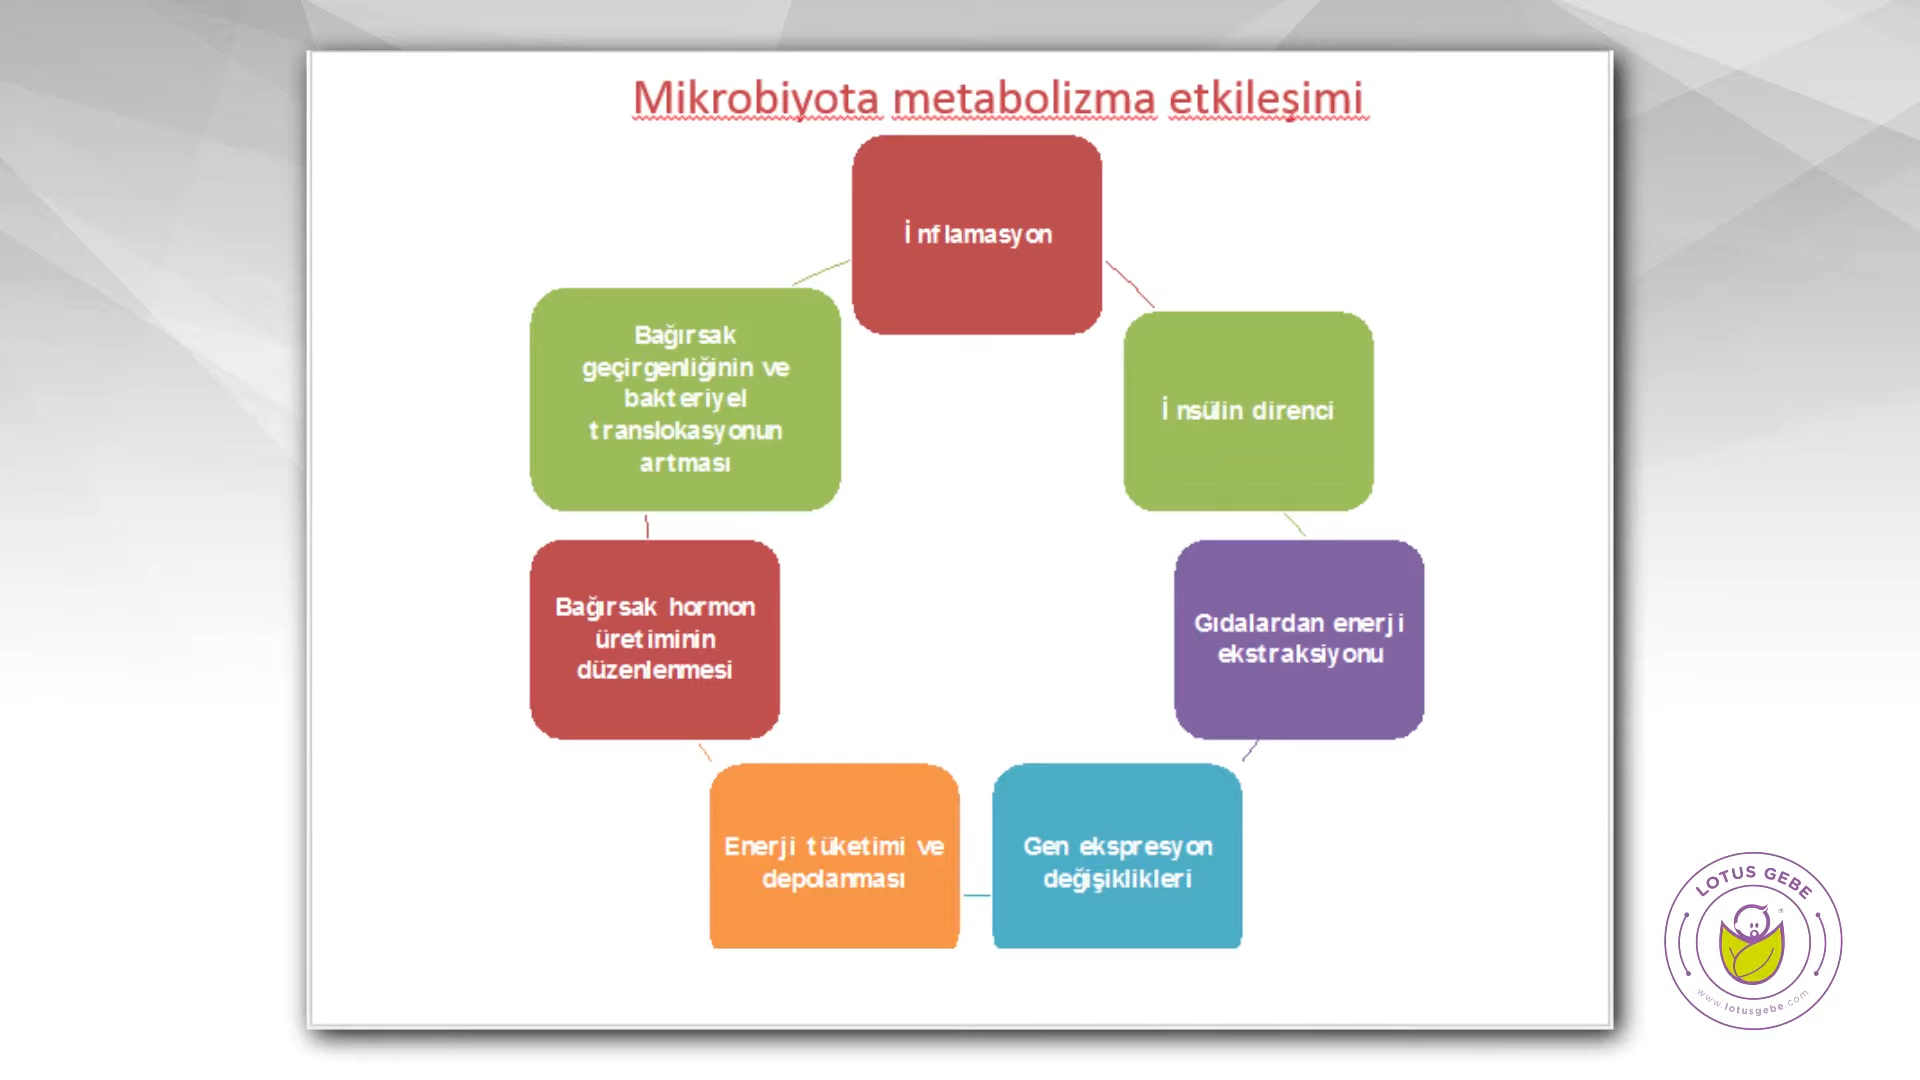 Mikrobiyota metabolizma etkileşimi
İnflamasyon
İnsülin direnci
Gıdalardan enerji
ekstraksiyonu
Gen ekspresyon
değişiklikleri
Enerji tüketimi ve
depolanması
Bağırsak hormon
üretiminin
düzenlenmesi
Bağırsak
geçirgenliğinin ve
bakteriyel
translokasyonun
artması
LOTUS GEBE
www.lotusgebe.com